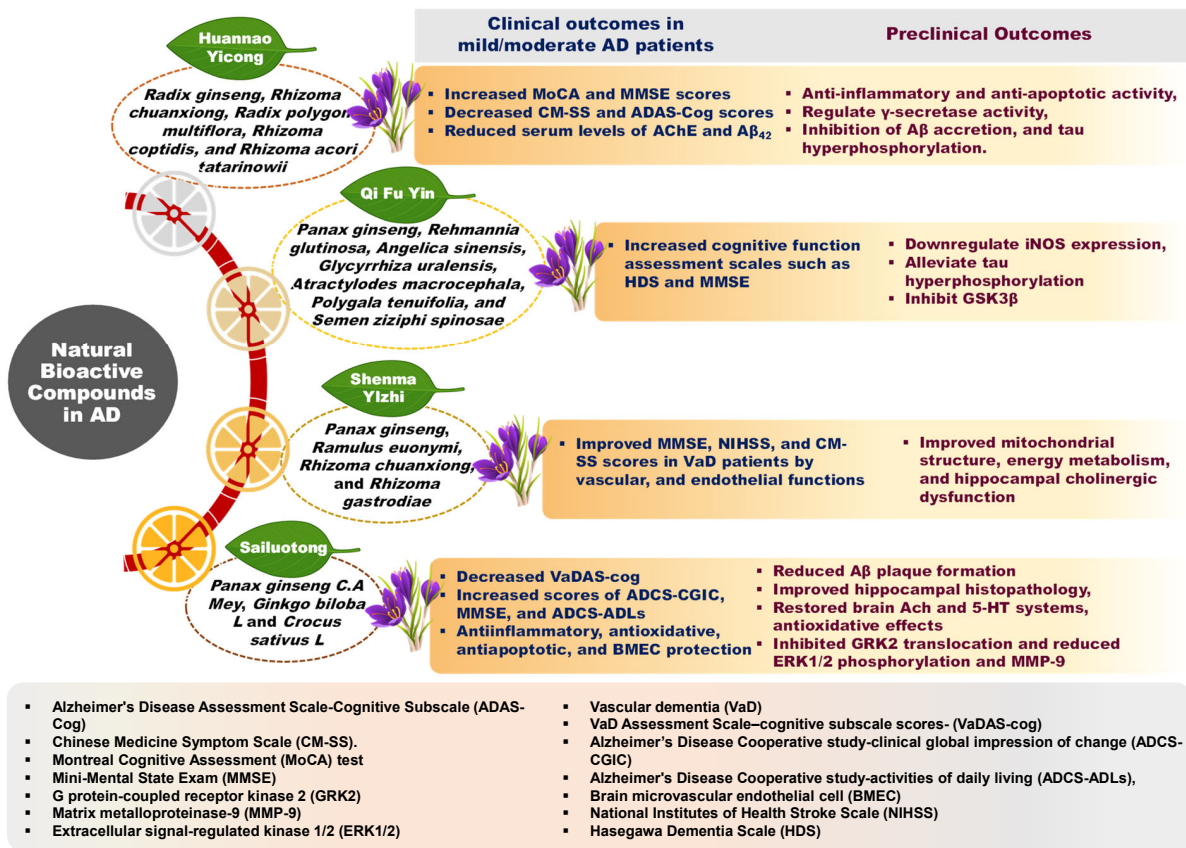 Clinical outcomes in
mild/moderate AD patients
Preclinical Outcomes
Huannao
Yicong
Radix ginseng, Rhizoma
chuanxiong, Radix polygon
multiflora, Rhizoma
coptidis, and Rhizoma acori
tatarinowii
▪ Increased MoCA and MMSE scores
▪ Decreased CM-SS and ADAS-Cog scores
▪ Reduced serum levels of AChE and Aβ₄₂
▪ Anti-inflammatory and anti-apoptotic activity,
▪ Regulate γ-secretase activity,
▪ Inhibition of Aβ accretion, and tau
hyperphosphorylation.
Qi Fu Yin
Panax ginseng, Rehmannia
glutinosa, Angelica sinensis,
Glycyrrhiza uralensis,
Atractylodes macrocephala,
Polygala tenuifolia, and
Semen ziziphi spinosae
▪ Increased cognitive function
assessment scales such as
HDS and MMSE
▪ Downregulate iNOS expression,
▪ Alleviate tau
hyperphosphorylation
▪ Inhibit GSK3β
Natural
Bioactive
Compounds
in AD
Shenma
YIzhi
Panax ginseng,
Ramulus euonymi,
Rhizoma chuanxiong,
and Rhizoma
gastrodiae
▪ Improved MMSE, NIHSS, and CM-
SS scores in VaD patients by
vascular, and endothelial functions
▪ Improved mitochondrial
structure, energy metabolism,
and hippocampal cholinergic
dysfunction
Sailuotong
Panax ginseng C.A
Mey, Ginkgo biloba
L and Crocus
sativus L
▪ Decreased VaDAS-cog
▪ Increased scores of ADCS-CGIC,
MMSE, and ADCS-ADLs
▪ Antiinflammatory, antioxidative,
antiapoptotic, and BMEC protection
▪ Reduced Aβ plaque formation
▪ Improved hippocampal histopathology,
▪ Restored brain Ach and 5-HT systems,
antioxidative effects
▪ Inhibited GRK2 translocation and reduced
ERK1/2 phosphorylation and MMP-9
▪ Alzheimer's Disease Assessment Scale-Cognitive Subscale (ADAS-
Cog)
▪ Chinese Medicine Symptom Scale (CM-SS).
▪ Montreal Cognitive Assessment (MoCA) test
▪ Mini-Mental State Exam (MMSE)
▪ G protein-coupled receptor kinase 2 (GRK2)
▪ Matrix metalloproteinase-9 (MMP-9)
▪ Extracellular signal-regulated kinase 1/2 (ERK1/2)
▪ Vascular dementia (VaD)
▪ VaD Assessment Scale–cognitive subscale scores- (VaDAS-cog)
▪ Alzheimer’s Disease Cooperative study-clinical global impression of change (ADCS-
CGIC)
▪ Alzheimer's Disease Cooperative study-activities of daily living (ADCS-ADLs),
▪ Brain microvascular endothelial cell (BMEC)
▪ National Institutes of Health Stroke Scale (NIHSS)
▪ Hasegawa Dementia Scale (HDS)